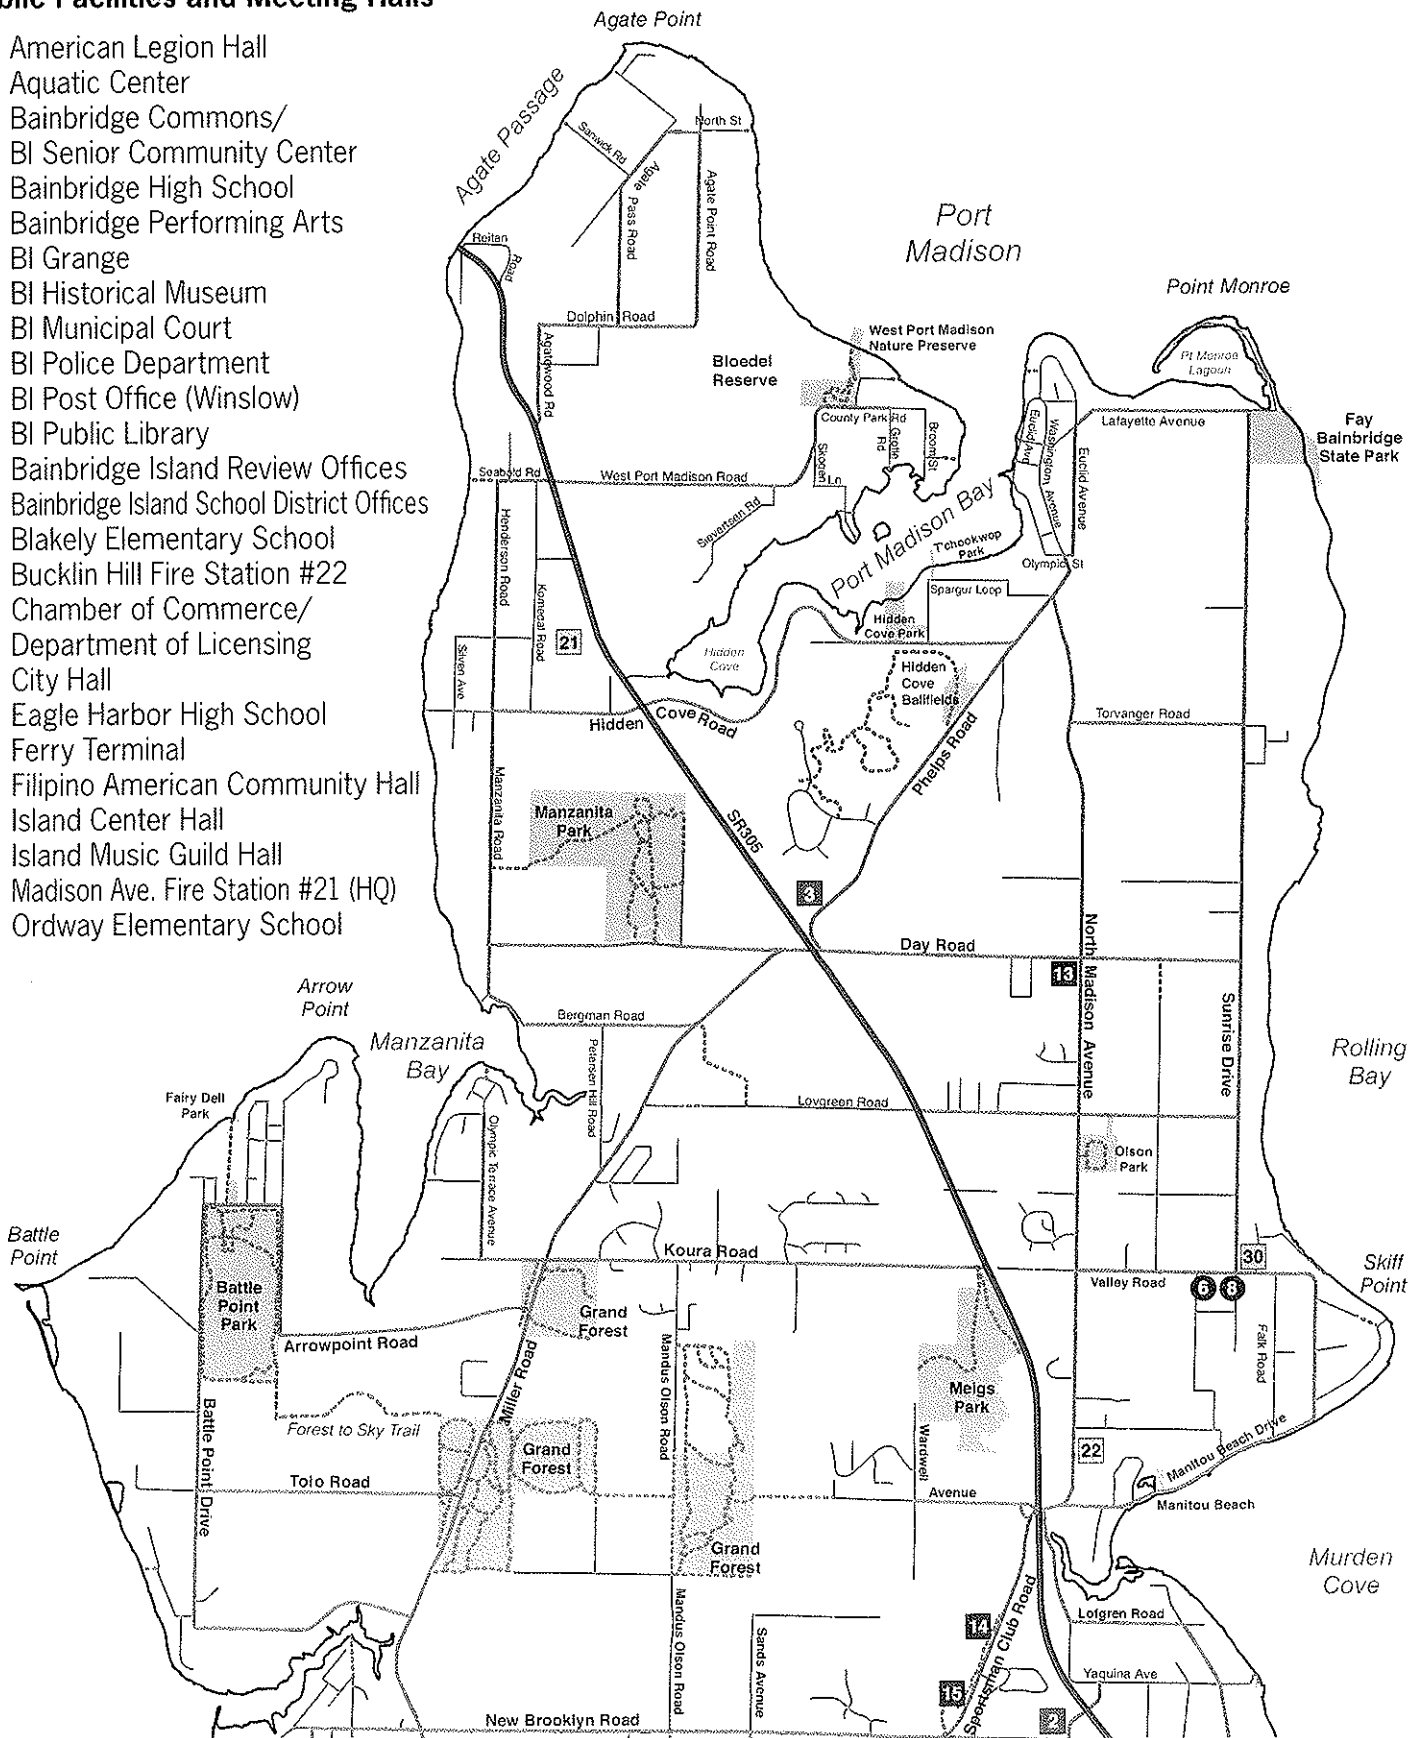 blic Facilities and Meeting Halls
American Legion Hall
Aquatic Center
Bainbridge Commons/
BI Senior Community Center
Bainbridge High School
Bainbridge Performing Arts
BI Grange
BI Historical Museum
BI Municipal Court
BI Police Department
BI Post Office (Winslow)
BI Public Library
Bainbridge Island Review Offices
Bainbridge Island School District Offices
Blakely Elementary School
Bucklin Hill Fire Station #22
Chamber of Commerce/
Department of Licensing
City Hall
Eagle Harbor High School
Ferry Terminal
Filipino American Community Hall
Island Center Hall
Island Music Guild Hall
Madison Ave. Fire Station #21 (HQ)
Ordway Elementary School
Agate Point
Agate Passage
North St
Sanwick Rd
Agate
Pass Road
Agate Point Road
Port
Madison
Reitan
Road
Point Monroe
Dolphin Road
Agatewood Rd
West Port Madison
Nature Preserve
Bloedel
Reserve
Pt Monroe
Lagoon
County Park Rd
Grotle
Rd
Broom St
Skogen
Ln
Euclid Ave
Washington Avenue
Euclid Avenue
Lafayette Avenue
Fay
Bainbridge
State Park
Seabold Rd
West Port Madison Road
Sievertsen Rd
Port Madison Bay
T'chookwop
Park
Olympic St
Spargur Loop
Henderson Road
Komedal Road
21
Silven Ave
Hidden
Cove Park
Hidden
Cove
Hidden
Cove
Ballfields
Hidden Cove Road
Phelps Road
Torvanger Road
Manzanita Road
Manzanita
Park
SR305
3
Day Road
13
North Madison Avenue
Sunrise Drive
Arrow
Point
Bergman Road
Manzanita
Bay
Petersen Hill Road
Rolling
Bay
Fairy Dell
Park
Lovgreen Road
Olympic Terrace Avenue
Olson
Park
Battle
Point
Koura Road
30
Skiff
Point
Valley Road
6
8
Battle
Point
Park
Grand
Forest
Arrowpoint Road
Miller Road
Mandus Olson Road
Falk Road
Meigs
Park
Battle Point Drive
Forest to Sky Trail
Grand
Forest
Wardwell
22
Manitou Beach Drive
Tolo Road
Avenue
Manitou Beach
Grand
Forest
Murden
Cove
Mandus Olson Road
Sands Avenue
14
Sportsman Club Road
Lofgren Road
15
Yaquina Ave
2
New Brooklyn Road